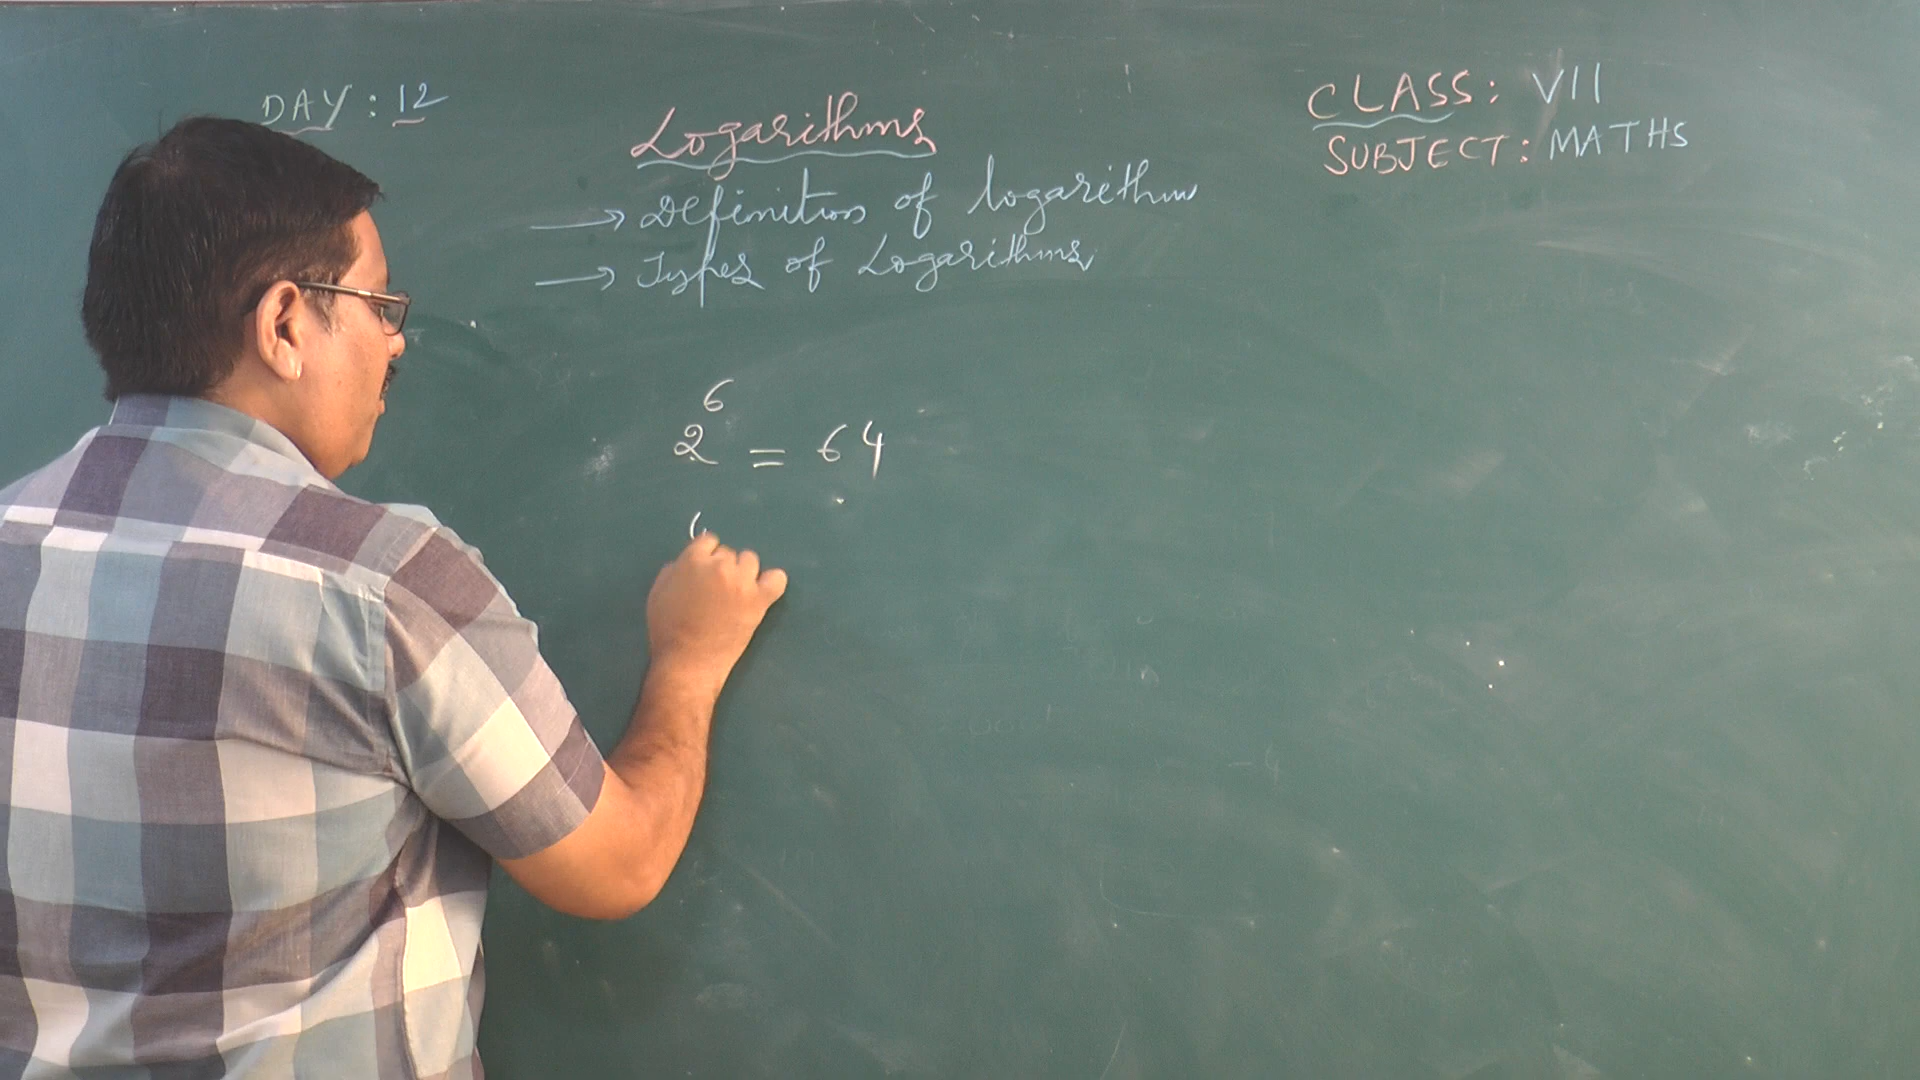 DAY : 12
Logarithms
CLASS : VII
SUBJECT : MATHS
→ Definition of logarithm
→ Types of Logarithms
2⁶ = 64